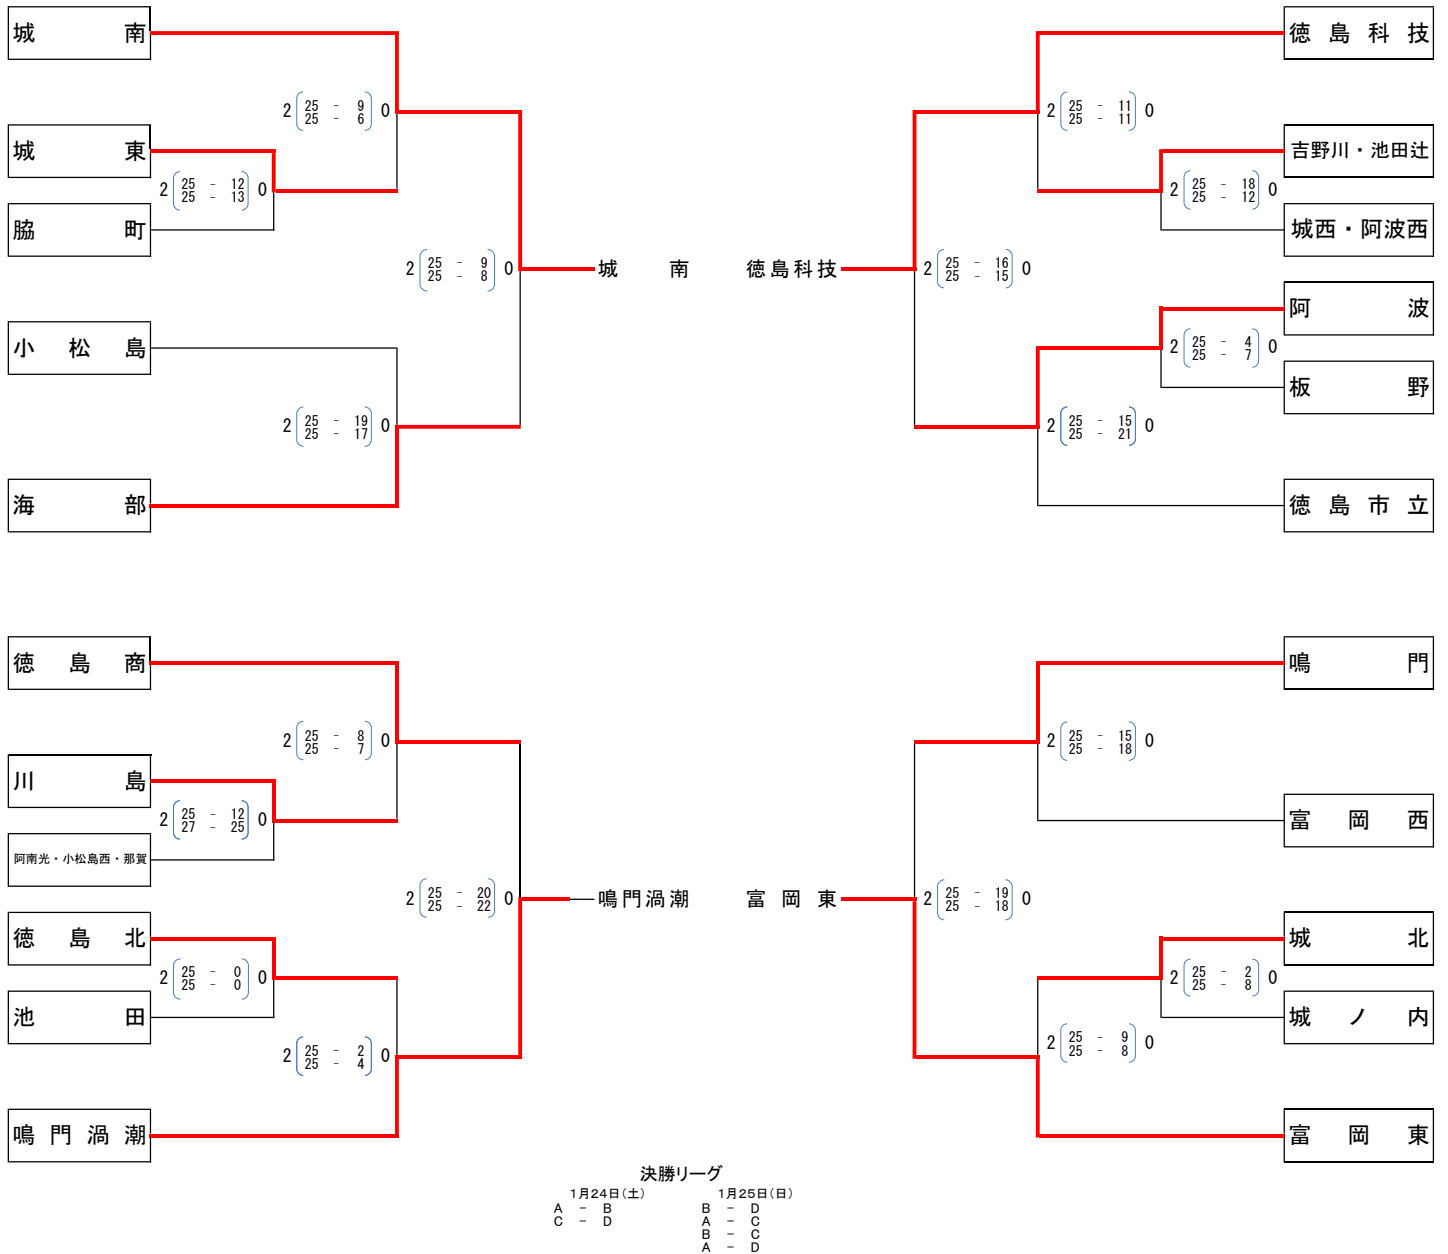 城 南
2 25 - 9 0
25 - 6
城 東
2 25 - 12 0
25 - 13
脇 町
2 25 - 9 0
25 - 8
城 南
小 松 島
2 25 - 19 0
25 - 17
海 部
徳 島 科 技
2 25 - 11 0
25 - 11
吉野川・池田辻
2 25 - 18 0
25 - 12
城西・阿波西
徳島科技
2 25 - 16 0
25 - 15
阿 波
2 25 - 4 0
25 - 7
板 野
2 25 - 15 0
25 - 21
徳 島 市 立
徳 島 商
2 25 - 8 0
25 - 7
川 島
2 25 - 12 0
27 - 25
阿南光・小松島西・那賀
2 25 - 20 0
25 - 22
鳴門渦潮
徳 島 北
2 25 - 0 0
25 - 0
池 田
2 25 - 2 0
25 - 4
鳴 門 渦 潮
鳴 門
2 25 - 15 0
25 - 18
富 岡 西
富 岡 東
2 25 - 19 0
25 - 18
城 北
2 25 - 2 0
25 - 8
城 ノ 内
2 25 - 9 0
25 - 8
富 岡 東
決勝リーグ
1月24日(土)
A - B
C - D
1月25日(日)
B - D
A - C
B - C
A - D